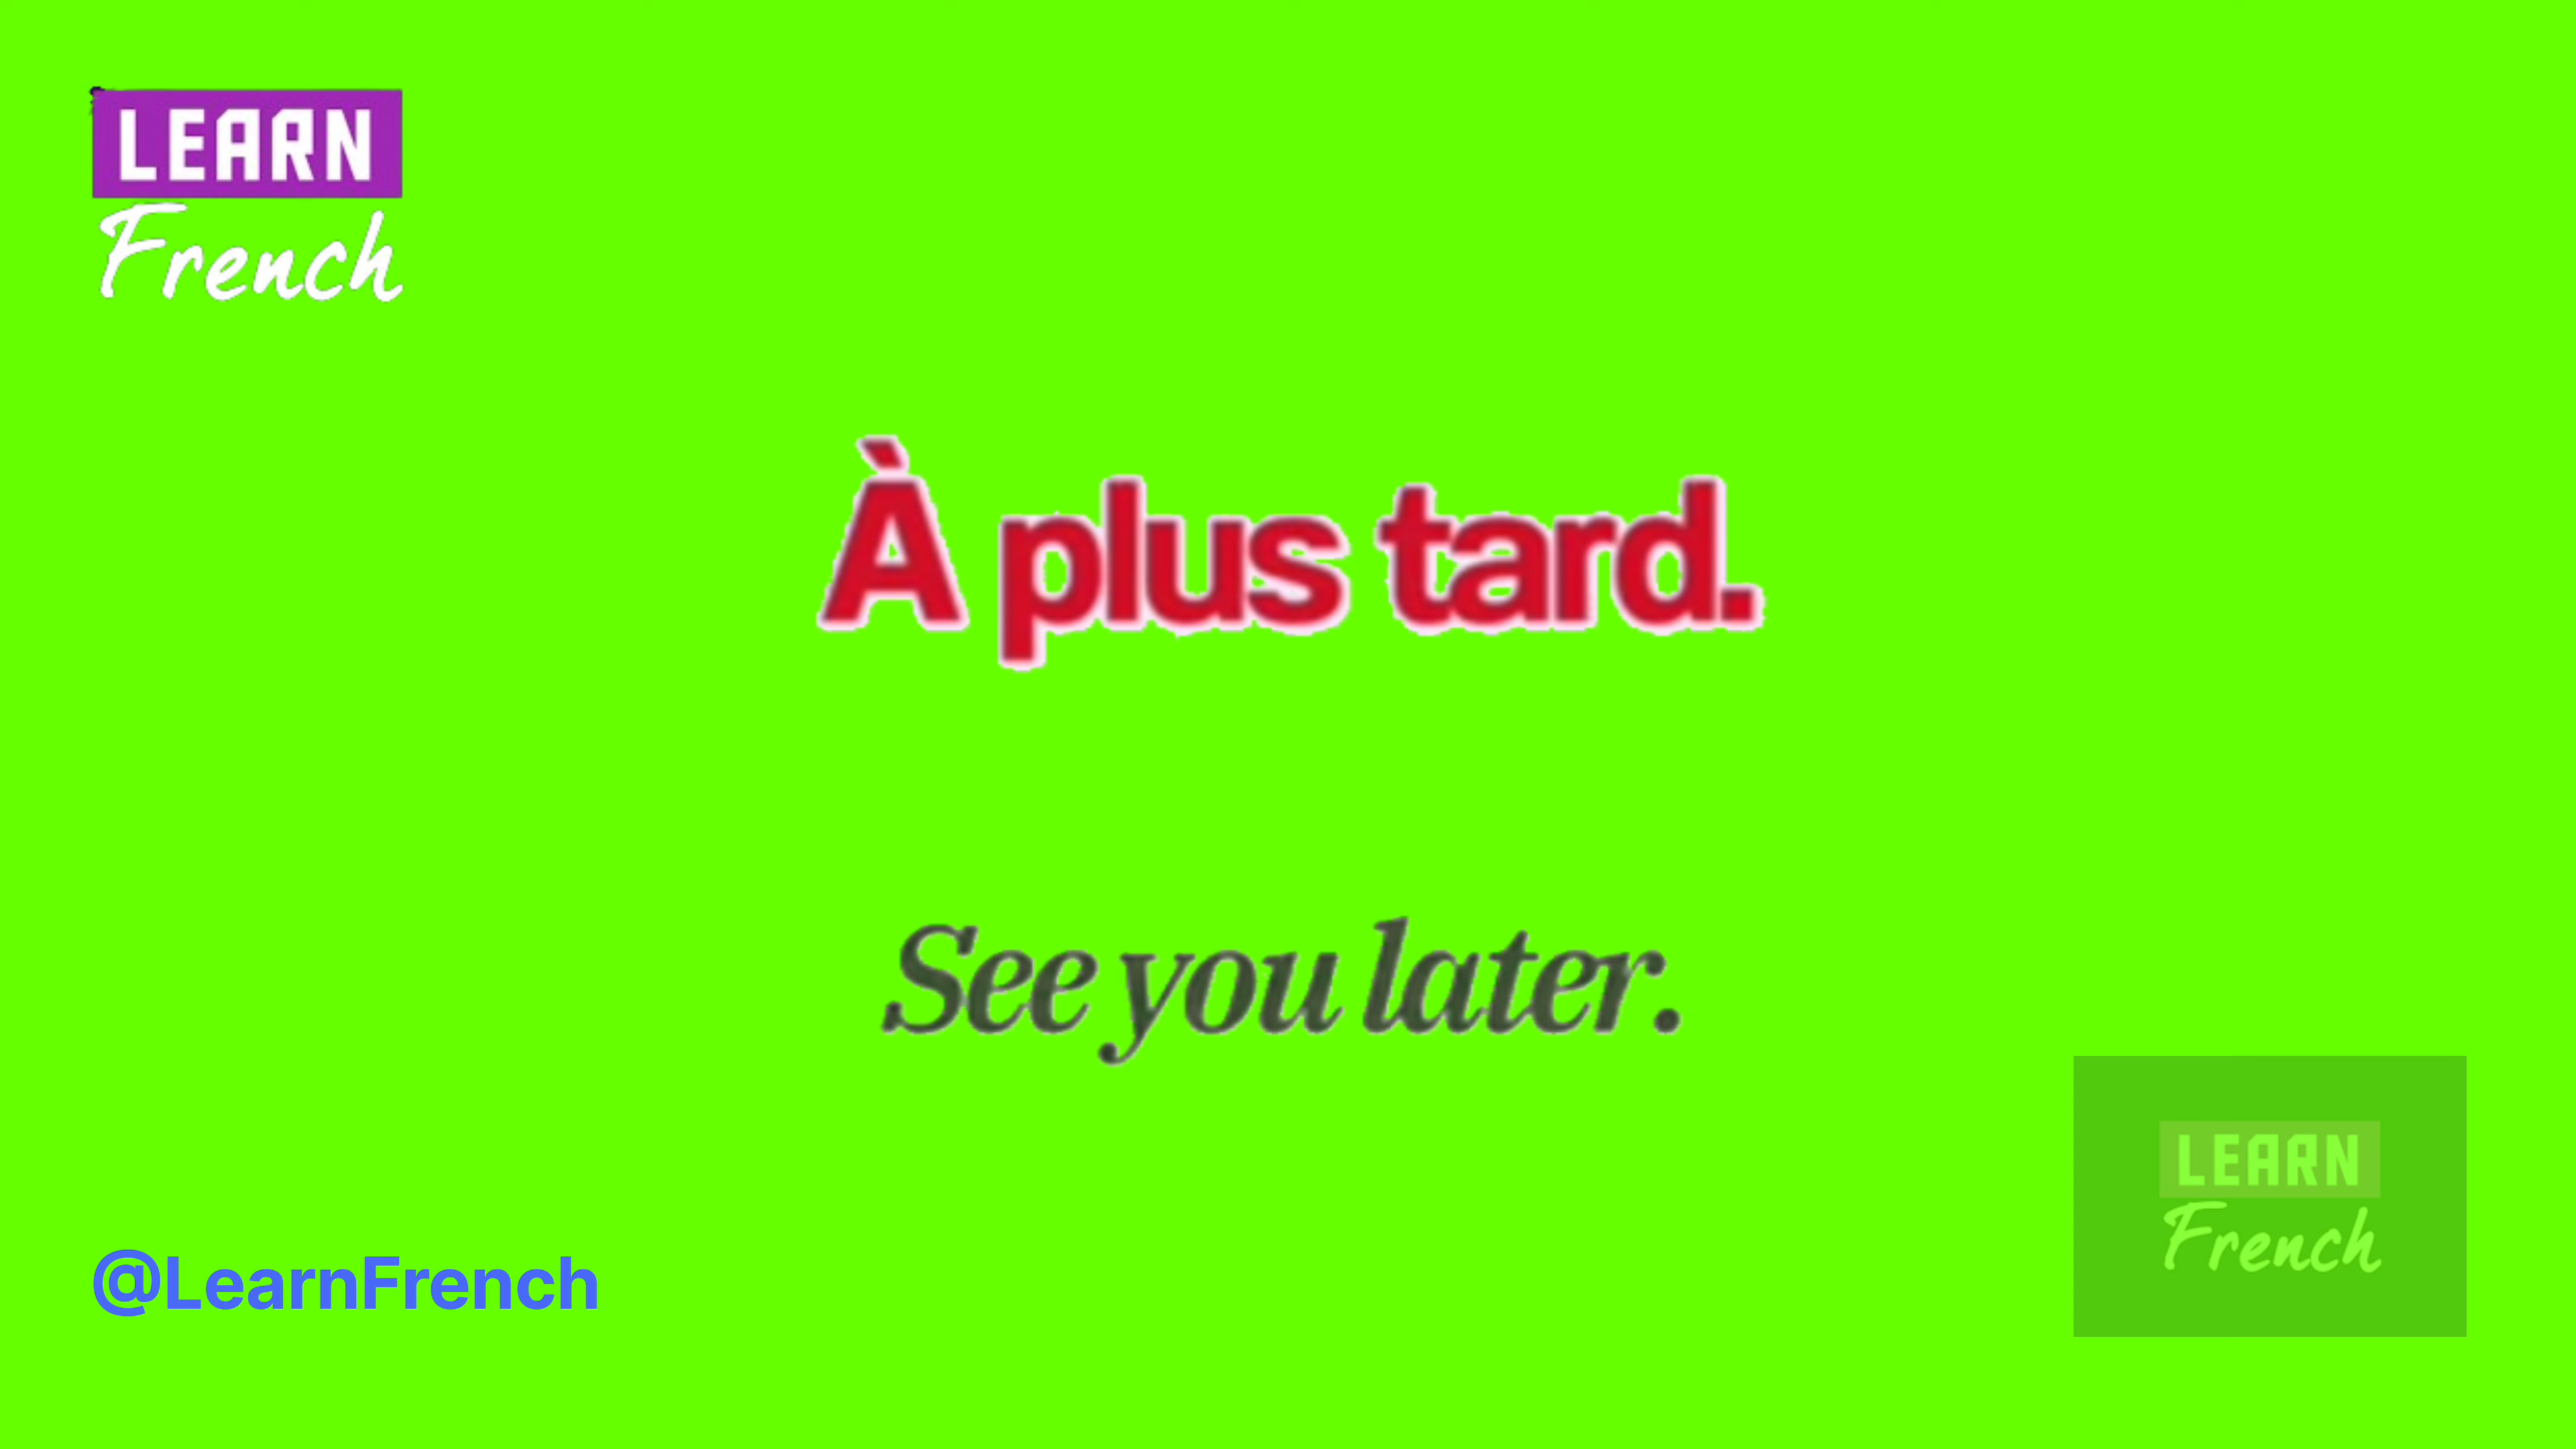 LEARN
French
À plus tard.
See you later.
LEARN
French
@LearnFrench